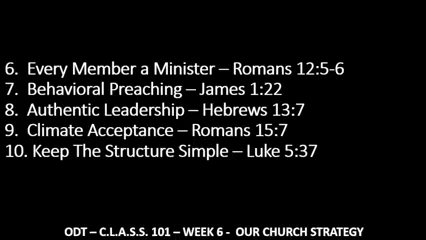 6. Every Member a Minister – Romans 12:5-6
7. Behavioral Preaching – James 1:22
8. Authentic Leadership – Hebrews 13:7
9. Climate Acceptance – Romans 15:7
10. Keep The Structure Simple – Luke 5:37
ODT – C.L.A.S.S. 101 – WEEK 6 - OUR CHURCH STRATEGY